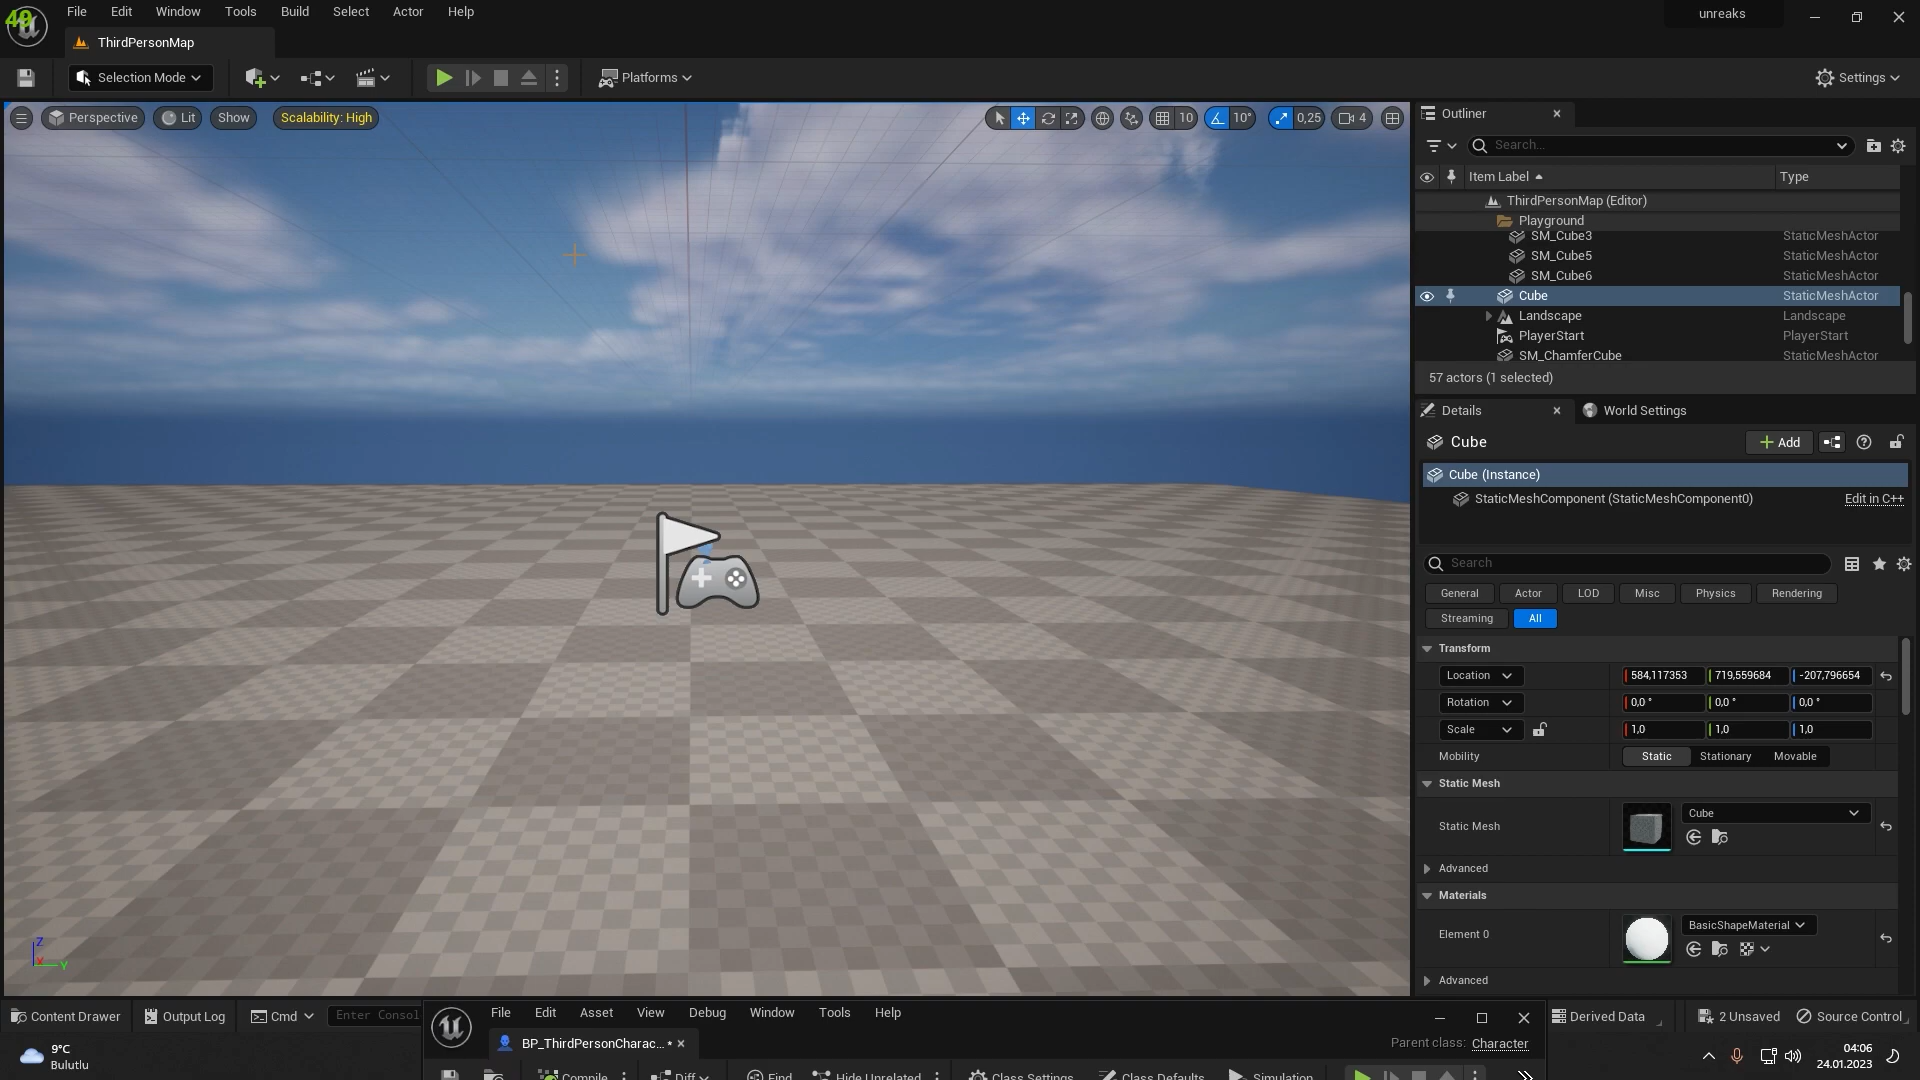 49
File Edit Window Tools Build Select Actor Help
unreaks
ThirdPersonMap
Selection Mode
Platforms
Settings
Perspective Lit Show Scalability: High
10 10° 0,25 4
Outliner
Search...
Item Label Type
ThirdPersonMap (Editor)
Playground
SM_Cube3 StaticMeshActor
SM_Cube5 StaticMeshActor
SM_Cube6 StaticMeshActor
Cube StaticMeshActor
Landscape Landscape
PlayerStart PlayerStart
SM_ChamferCube StaticMeshActor
57 actors (1 selected)
Details World Settings
Cube Add
Cube (Instance)
StaticMeshComponent (StaticMeshComponent0) Edit in C++
Search
General Actor LOD Misc Physics Rendering
Streaming All
Transform
Location 584,117353 719,559684 -207,796654
Rotation 0,0 ° 0,0 ° 0,0 °
Scale 1,0 1,0 1,0
Mobility Static Stationary Movable
Static Mesh
Static Mesh Cube
Advanced
Materials
Element 0 BasicShapeMaterial
Advanced
Z
X Y
Content Drawer Output Log Cmd Enter Consol
Derived Data 2 Unsaved Source Control
File Edit Asset View Debug Window Tools Help
BP_ThirdPersonCharac...• Parent class: Character
Compile Diff Find Hide Unrelated Class Settings Class Defaults Simulation
9°C
Bulutlu
04:06
24.01.2023